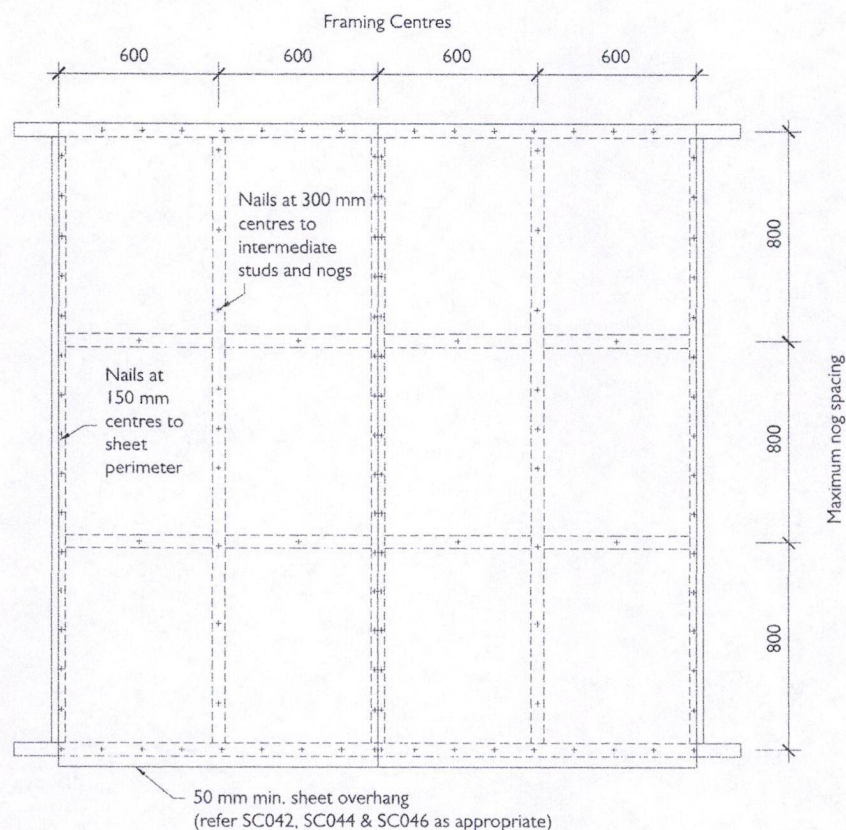 Framing Centres
600 600 600 600
Nails at 300 mm
centres to
intermediate
studs and nogs
800
Nails at
150 mm
centres to
sheet
perimeter
800
Maximum nog spacing
800
50 mm min. sheet overhang
(refer SC042, SC044 & SC046 as appropriate)